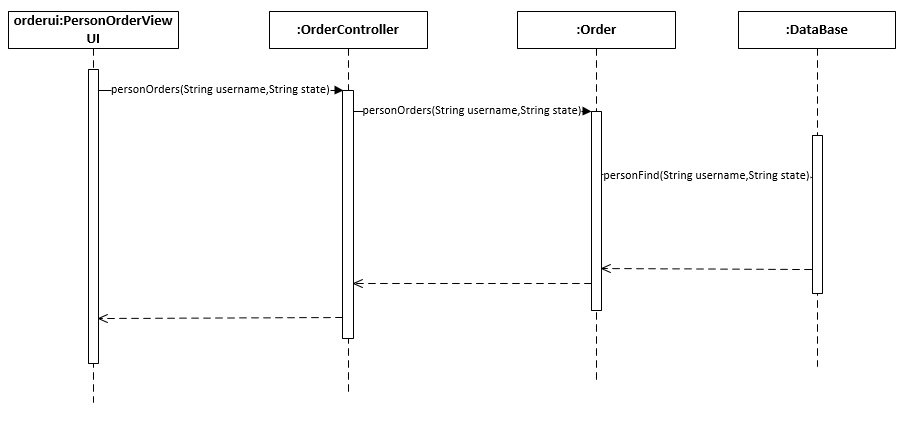 orderui:PersonOrderView
UI
:OrderController
:Order
:DataBase
personOrders(String username,String state)
personOrders(String username,String state)
personFind(String username,String state)